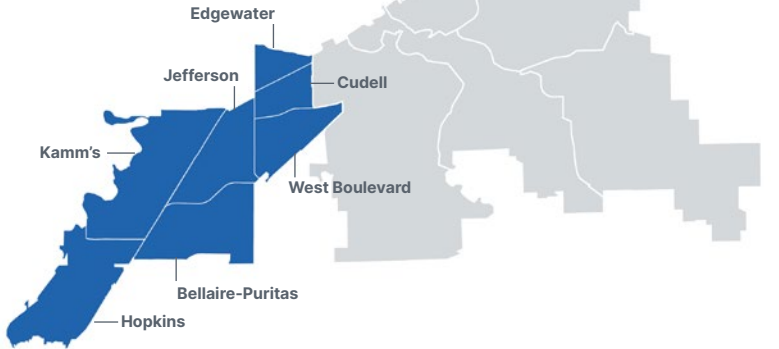 Edgewater
Jefferson
Cudell
Kamm's
West Boulevard
Bellaire-Puritas
Hopkins